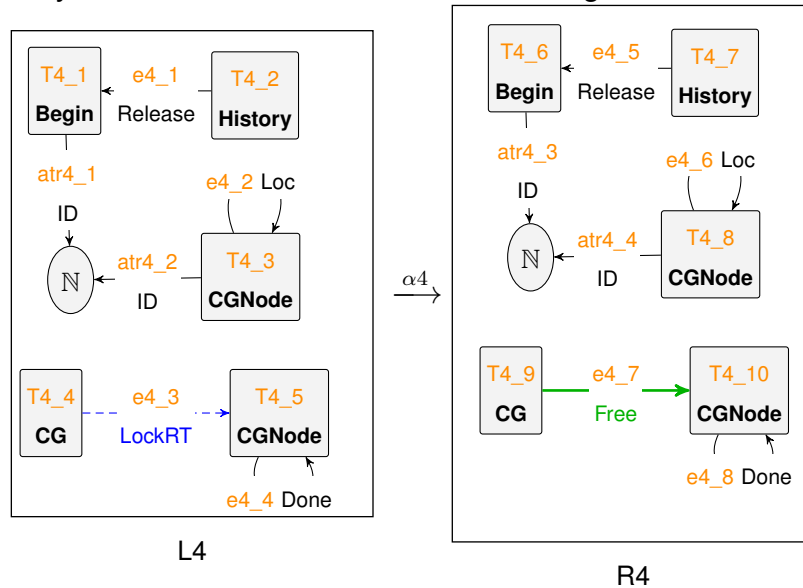 T4_1
Begin
e4_1
Release
T4_2
History
atr4_1
ID
e4_2 Loc
ℕ
atr4_2
ID
T4_3
CGNode
T4_4
CG
e4_3
LockRT
T4_5
CGNode
e4_4 Done
L4
α4
T4_6
Begin
e4_5
Release
T4_7
History
atr4_3
ID
e4_6 Loc
ℕ
atr4_4
ID
T4_8
CGNode
T4_9
CG
e4_7
Free
T4_10
CGNode
e4_8 Done
R4